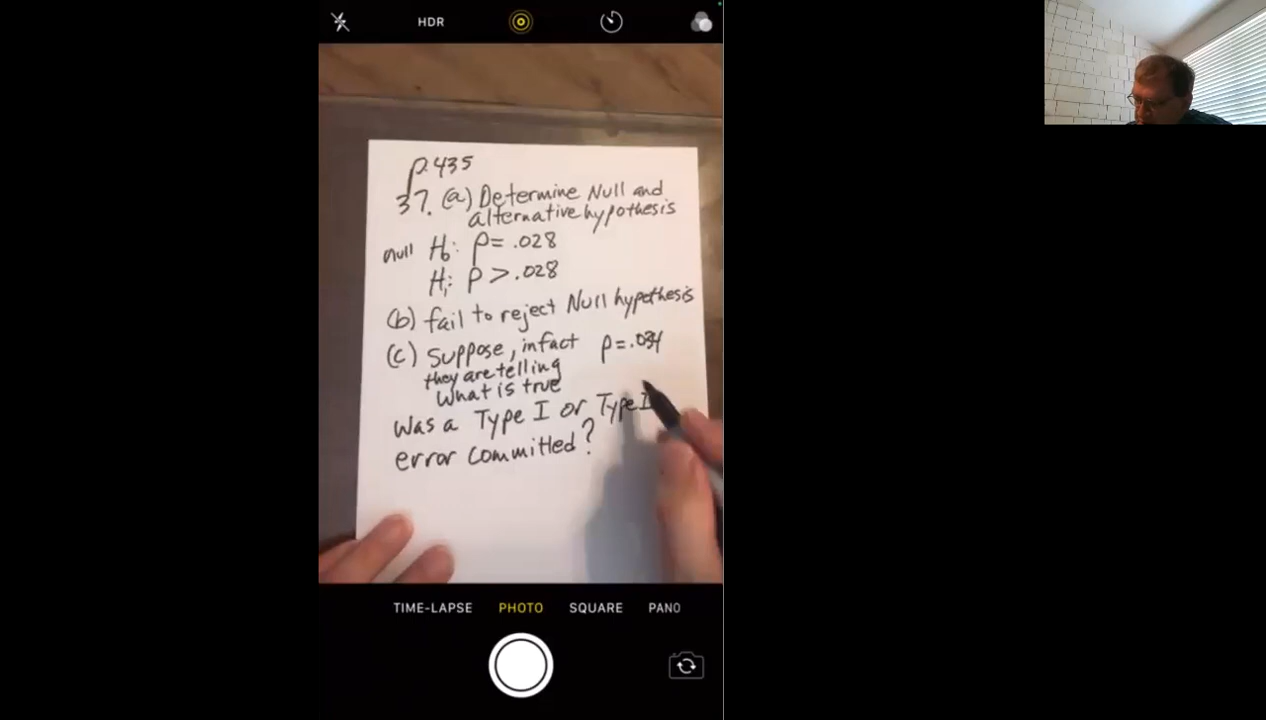 HDR
p.435
37. (a) Determine Null and
alternative hypothesis
null H₀: p = .028
H₁: p > .028
(b) fail to reject Null hypothesis
(c) Suppose, infact p = .034
they are telling
what is true
Was a Type I or Type I
error committed?
TIME-LAPSE PHOTO SQUARE PANO